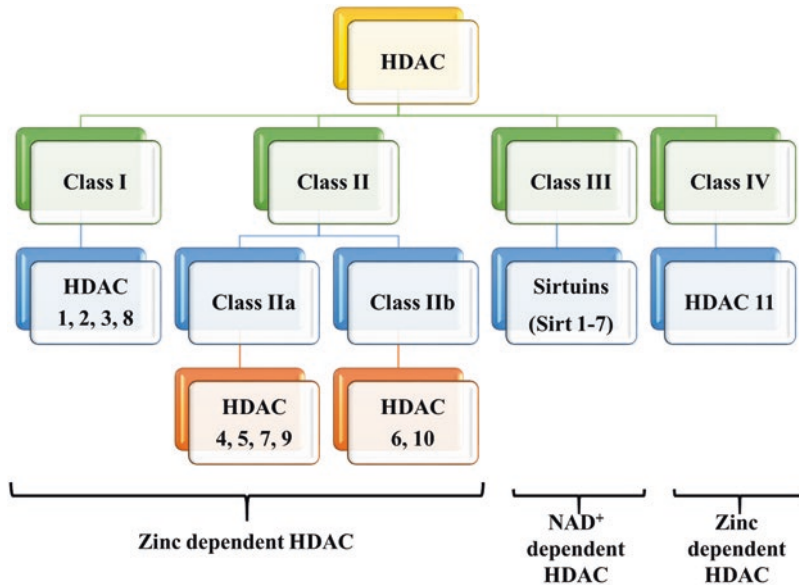 HDAC
Class I
Class II
Class III
Class IV
HDAC
1, 2, 3, 8
Class IIa
Class IIb
Sirtuins
(Sirt 1-7)
HDAC 11
HDAC
4, 5, 7, 9
HDAC
6, 10
Zinc dependent HDAC
NAD⁺
dependent
HDAC
Zinc
dependent
HDAC